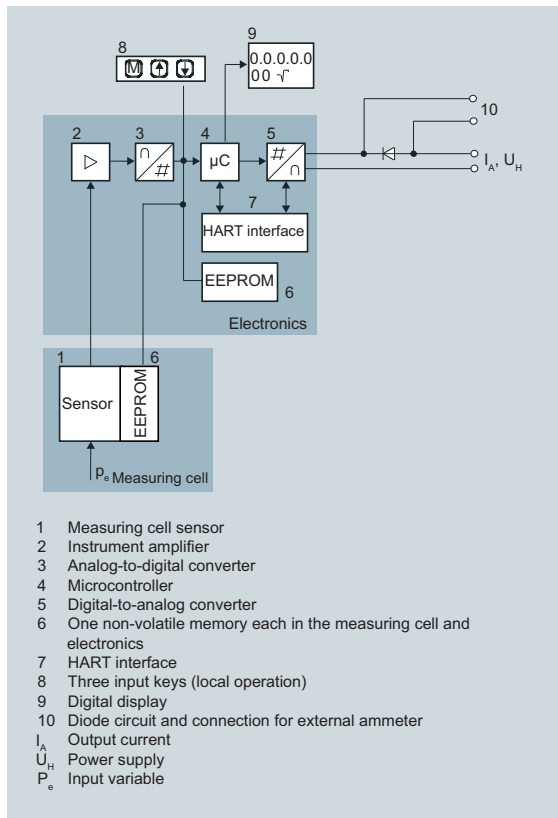 8
M
9
0.0.0.0.0
00 √
10
2
3
∩
#
4
µC
5
#
∩
I_A, U_H
7
HART interface
EEPROM
6
Electronics
1
6
Sensor
EEPROM
p_e Measuring cell
1 Measuring cell sensor
2 Instrument amplifier
3 Analog-to-digital converter
4 Microcontroller
5 Digital-to-analog converter
6 One non-volatile memory each in the measuring cell and
electronics
7 HART interface
8 Three input keys (local operation)
9 Digital display
10 Diode circuit and connection for external ammeter
I_A Output current
U_H Power supply
P_e Input variable